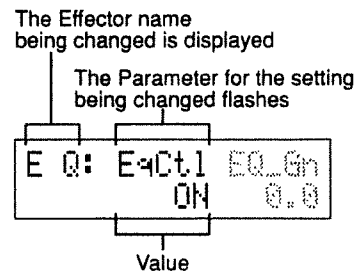 The Effector name
being changed is displayed
The Parameter for the setting
being changed flashes
E Q: E◄Ctl EQ_Gn
ON 0.0
Value